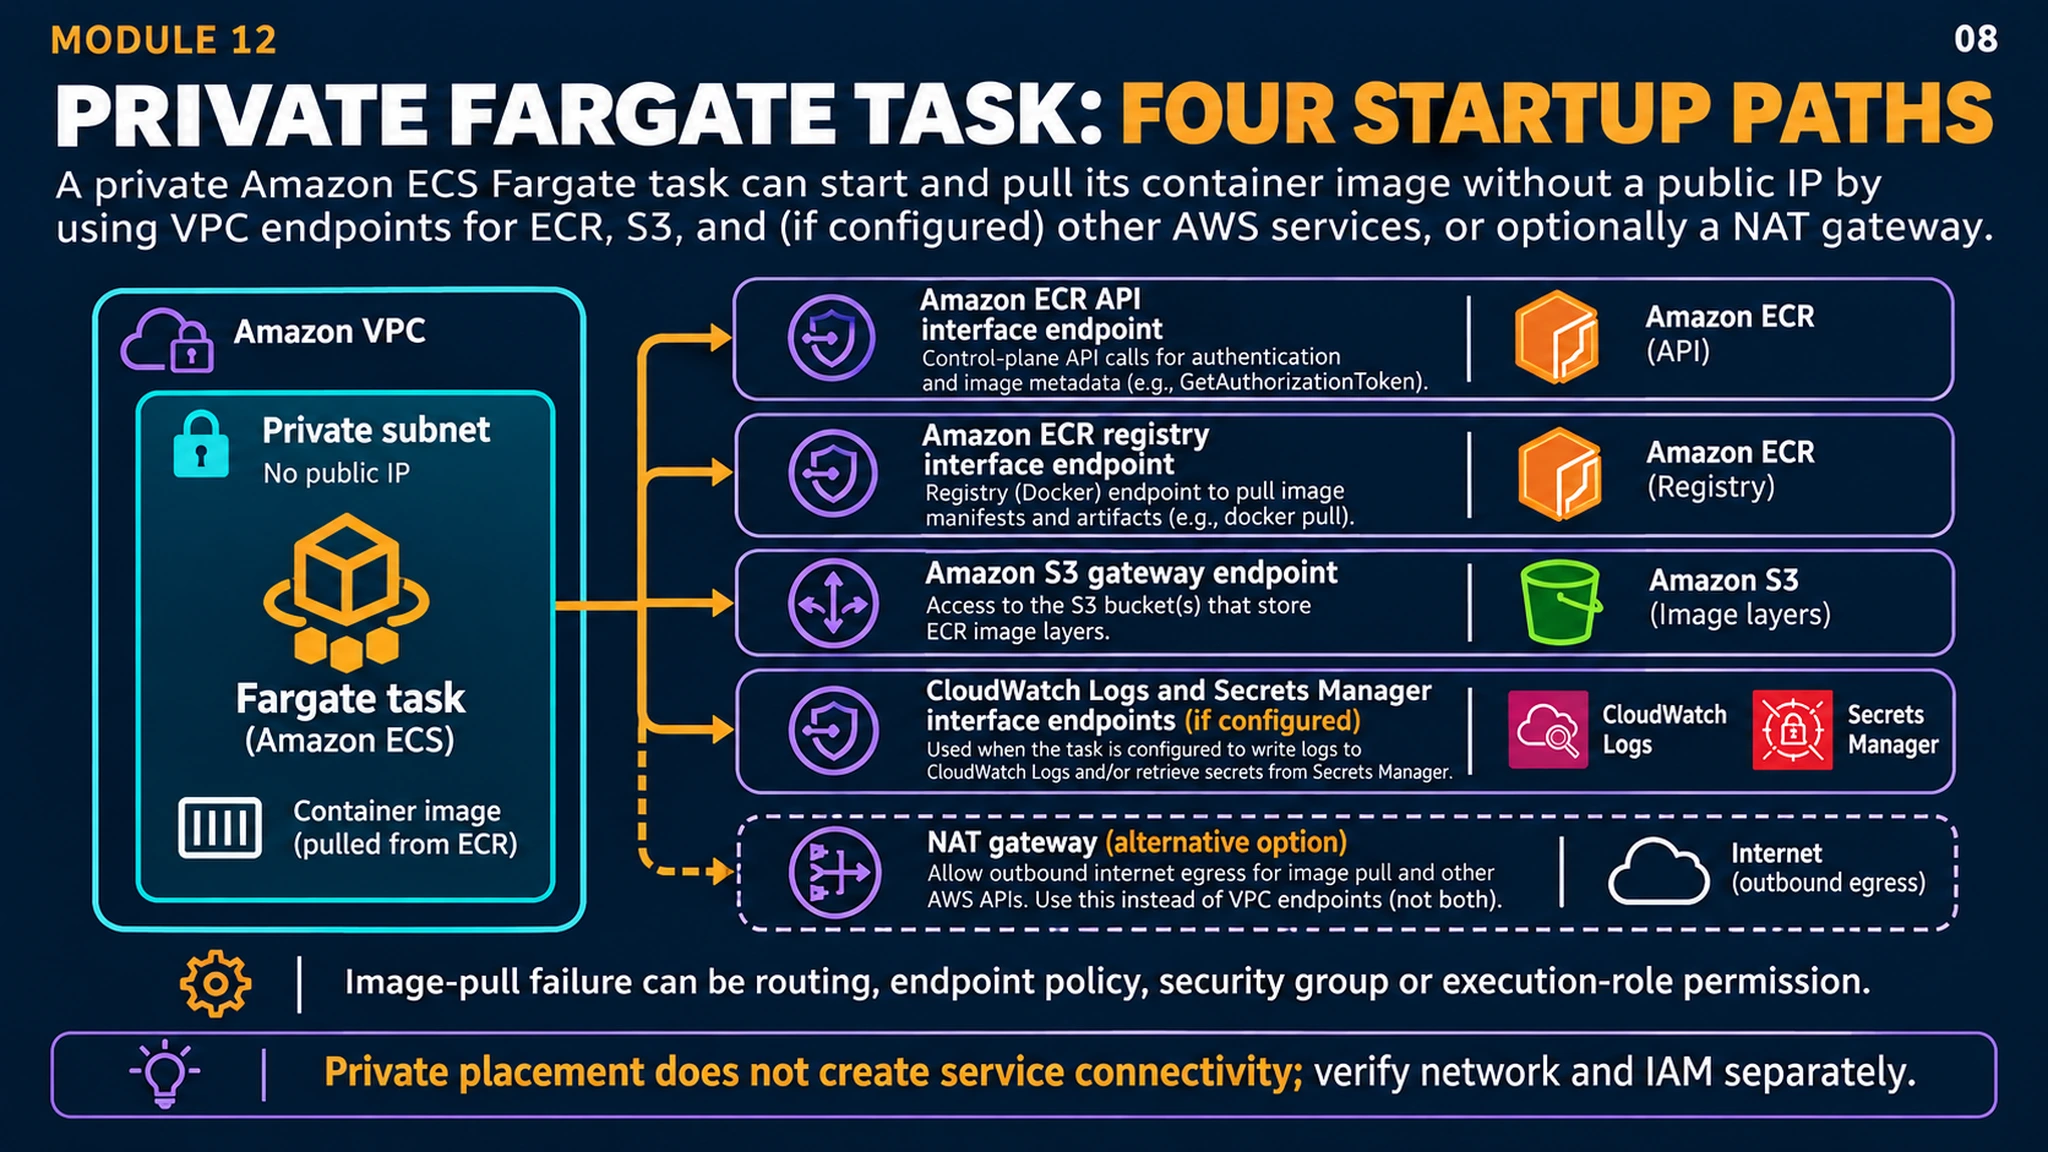 MODULE 12
08
PRIVATE FARGATE TASK: FOUR STARTUP PATHS
A private Amazon ECS Fargate task can start and pull its container image without a public IP by
using VPC endpoints for ECR, S3, and (if configured) other AWS services, or optionally a NAT gateway.
Amazon VPC
Private subnet
No public IP
Fargate task
(Amazon ECS)
Container image
(pulled from ECR)
Amazon ECR API
interface endpoint
Control-plane API calls for authentication
and image metadata (e.g., GetAuthorizationToken).
Amazon ECR
(API)
Amazon ECR registry
interface endpoint
Registry (Docker) endpoint to pull image
manifests and artifacts (e.g., docker pull).
Amazon ECR
(Registry)
Amazon S3 gateway endpoint
Access to the S3 bucket(s) that store
ECR image layers.
Amazon S3
(Image layers)
CloudWatch Logs and Secrets Manager
interface endpoints (if configured)
Used when the task is configured to write logs to
CloudWatch Logs and/or retrieve secrets from Secrets Manager.
CloudWatch
Logs
Secrets
Manager
NAT gateway (alternative option)
Allow outbound internet egress for image pull and other
AWS APIs. Use this instead of VPC endpoints (not both).
Internet
(outbound egress)
Image-pull failure can be routing, endpoint policy, security group or execution-role permission.
Private placement does not create service connectivity; verify network and IAM separately.